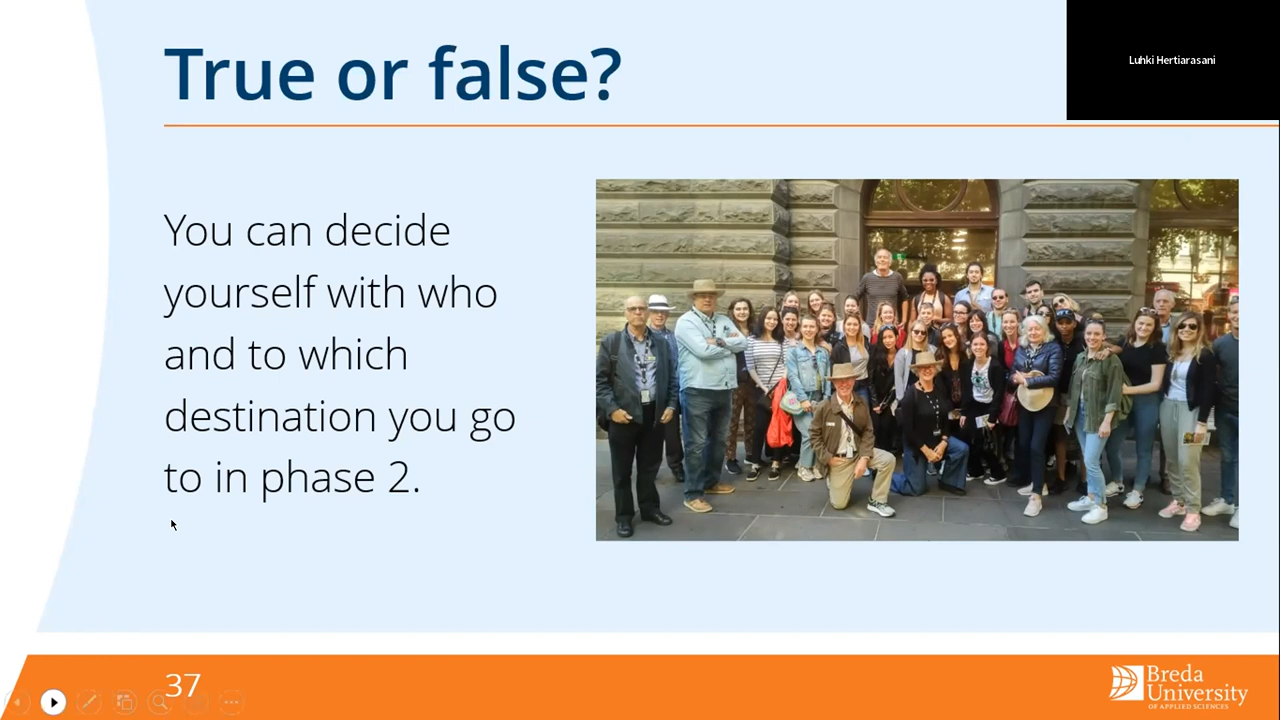 True or false?
Luhki Hertiarasani
You can decide
yourself with who
and to which
destination you go
to in phase 2.
37
Breda
University
OF APPLIED SCIENCES